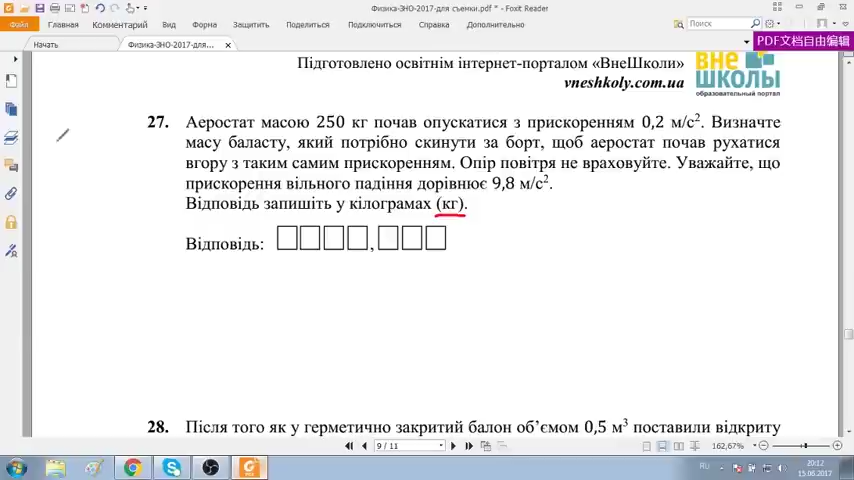 Физика-ЗНО-2017-для съемки.pdf * - Foxit Reader
Файл Главная Комментарий Вид Форма Защитить Поделиться Подключиться Справка Дополнительно
Поиск
PDF文档自由编辑
Начать Физика-ЗНО-2017-для...
Підготовлено освітнім інтернет-порталом «ВнеШколи»
vneshkoly.com.ua
ВНЕ
ШКОЛЫ
образовательный портал
27. Аеростат масою 250 кг почав опускатися з прискоренням 0,2 м/с². Визначте
масу баласту, який потрібно скинути за борт, щоб аеростат почав рухатися
вгору з таким самим прискоренням. Опір повітря не враховуйте. Уважайте, що
прискорення вільного падіння дорівнює 9,8 м/с².
Відповідь запишіть у кілограмах (кг).
Відповідь: ,
28. Після того як у герметично закритий балон об’ємом 0,5 м³ поставили відкриту
9 / 11
162,67%
RU
20:12
15.06.2017